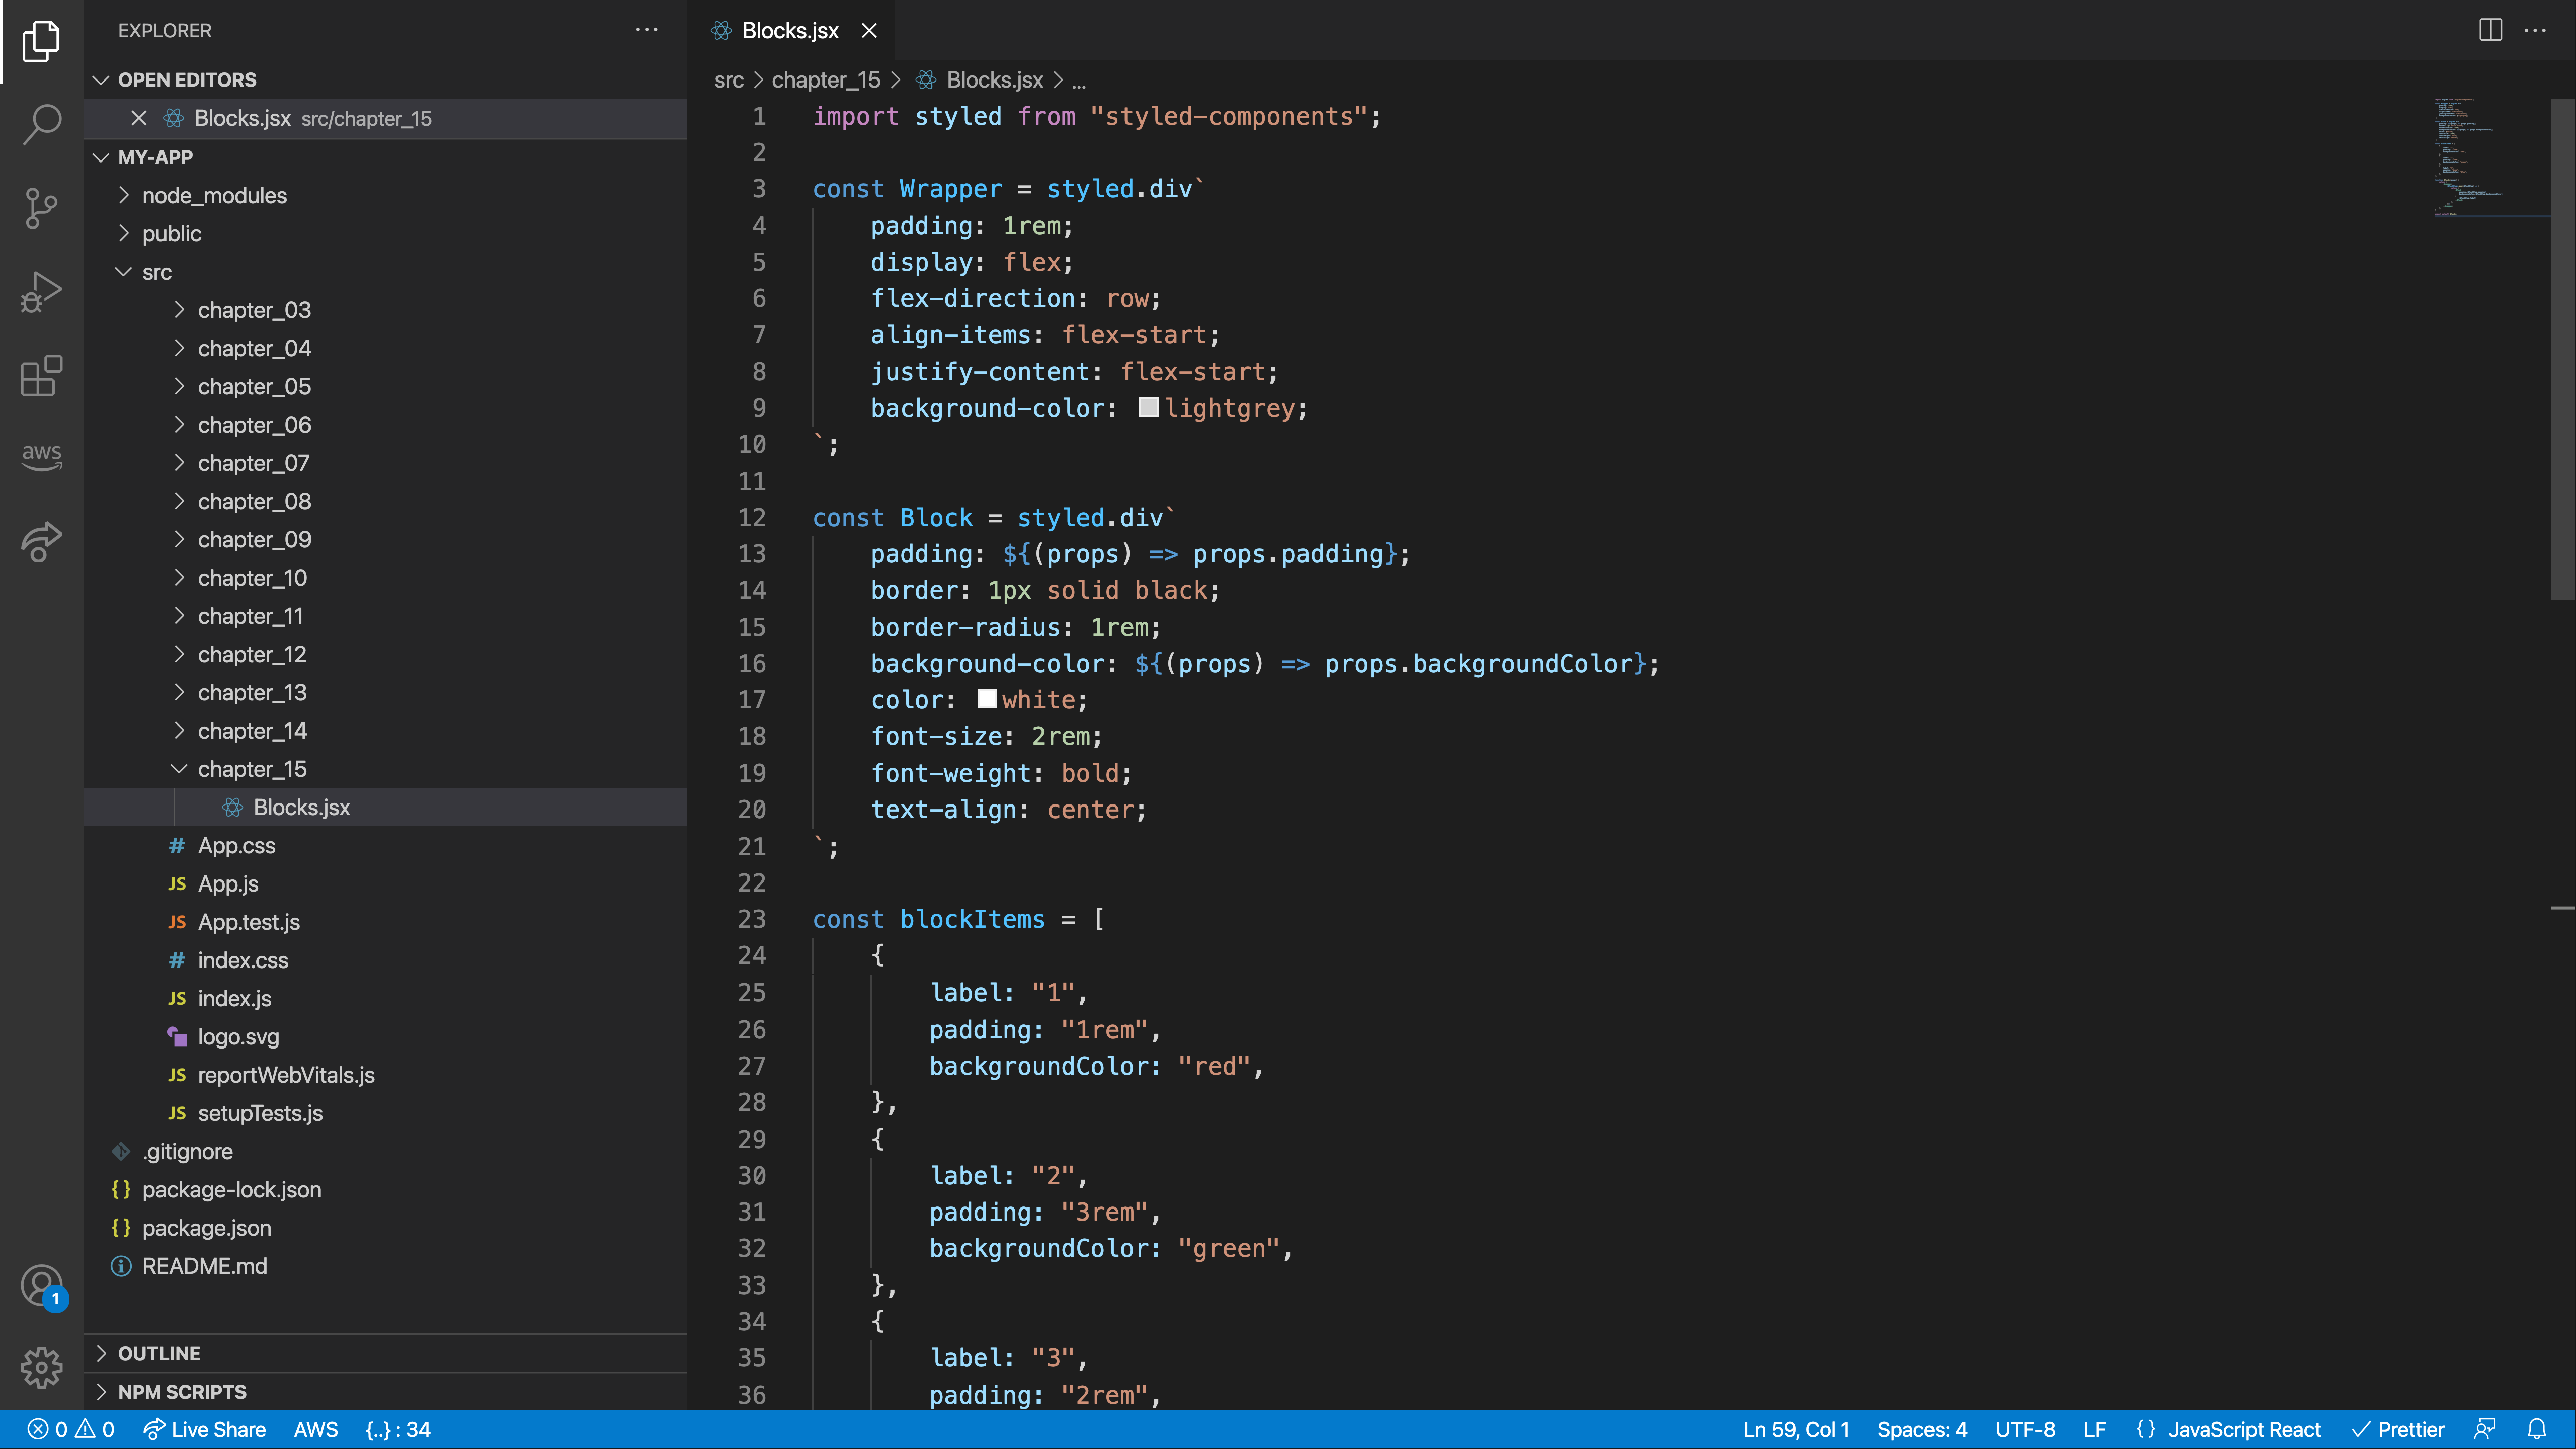 EXPLORER
OPEN EDITORS
Blocks.jsx src/chapter_15
MY-APP
node_modules
public
src
chapter_03
chapter_04
chapter_05
chapter_06
chapter_07
chapter_08
chapter_09
chapter_10
chapter_11
chapter_12
chapter_13
chapter_14
chapter_15
Blocks.jsx
# App.css
JS App.js
JS App.test.js
# index.css
JS index.js
logo.svg
JS reportWebVitals.js
JS setupTests.js
.gitignore
{} package-lock.json
{} package.json
README.md
OUTLINE
NPM SCRIPTS
aws
1
Blocks.jsx
src > chapter_15 > Blocks.jsx > ...
1 import styled from "styled-components";
2
3 const Wrapper = styled.div`
4 padding: 1rem;
5 display: flex;
6 flex-direction: row;
7 align-items: flex-start;
8 justify-content: flex-start;
9 background-color: lightgrey;
10 `;
11
12 const Block = styled.div`
13 padding: ${(props) => props.padding};
14 border: 1px solid black;
15 border-radius: 1rem;
16 background-color: ${(props) => props.backgroundColor};
17 color: white;
18 font-size: 2rem;
19 font-weight: bold;
20 text-align: center;
21 `;
22
23 const blockItems = [
24 {
25 label: "1",
26 padding: "1rem",
27 backgroundColor: "red",
28 },
29 {
30 label: "2",
31 padding: "3rem",
32 backgroundColor: "green",
33 },
34 {
35 label: "3",
36 padding: "2rem",
0 0 Live Share AWS {..} : 34 Ln 59, Col 1 Spaces: 4 UTF-8 LF {} JavaScript React Prettier